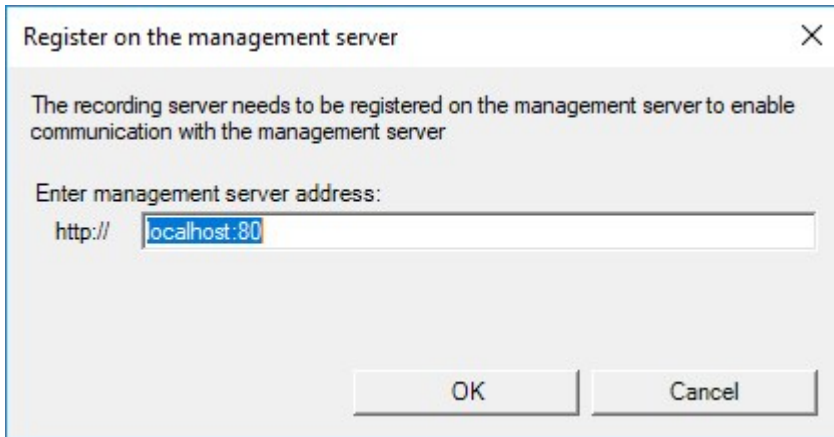 Register on the management server
The recording server needs to be registered on the management server to enable
communication with the management server
Enter management server address:
http:// localhost:80
OK Cancel